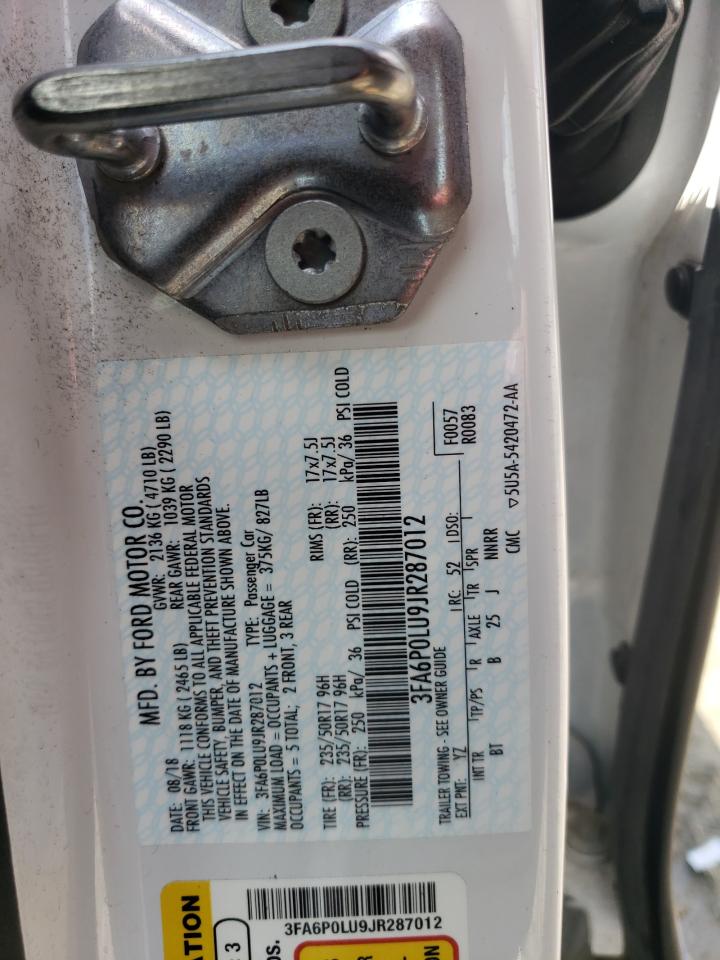 MFD. BY FORD MOTOR CO.
DATE: 08/18 GVWR: 2136 KG ( 4710 LB)
FRONT GAWR: 1118 KG ( 2465 LB) REAR GAWR: 1039 KG ( 2290 LB)
THIS VEHICLE CONFORMS TO ALL APPLICABLE FEDERAL MOTOR
VEHICLE SAFETY, BUMPER, AND THEFT PREVENTION STANDARDS
IN EFFECT ON THE DATE OF MANUFACTURE SHOWN ABOVE.
VIN: 3FA6P0LU9JR287012 TYPE: Passenger Car
MAXIMUM LOAD = OCCUPANTS + LUGGAGE = 375KG/ 827LB
OCCUPANTS = 5 TOTAL; 2 FRONT, 3 REAR
TIRE (FR): 235/50R17 96H RIMS (FR): 17x7.5J
(RR): 235/50R17 96H (RR): 17x7.5J
PRESSURE (FR): 250 kPa/ 36 PSI COLD (RR): 250 kPa/ 36 PSI COLD
3FA6P0LU9JR287012
TRAILER TOWING - SEE OWNER GUIDE
F0057
R0083
EXT PNT: YZ RC: 52 DSO:
INT TR TP/PS R AXLE TR SPR
BT B 25 J NNRR
CMC ▽5U5A-5420472-AA
3FA6P0LU9JR287012